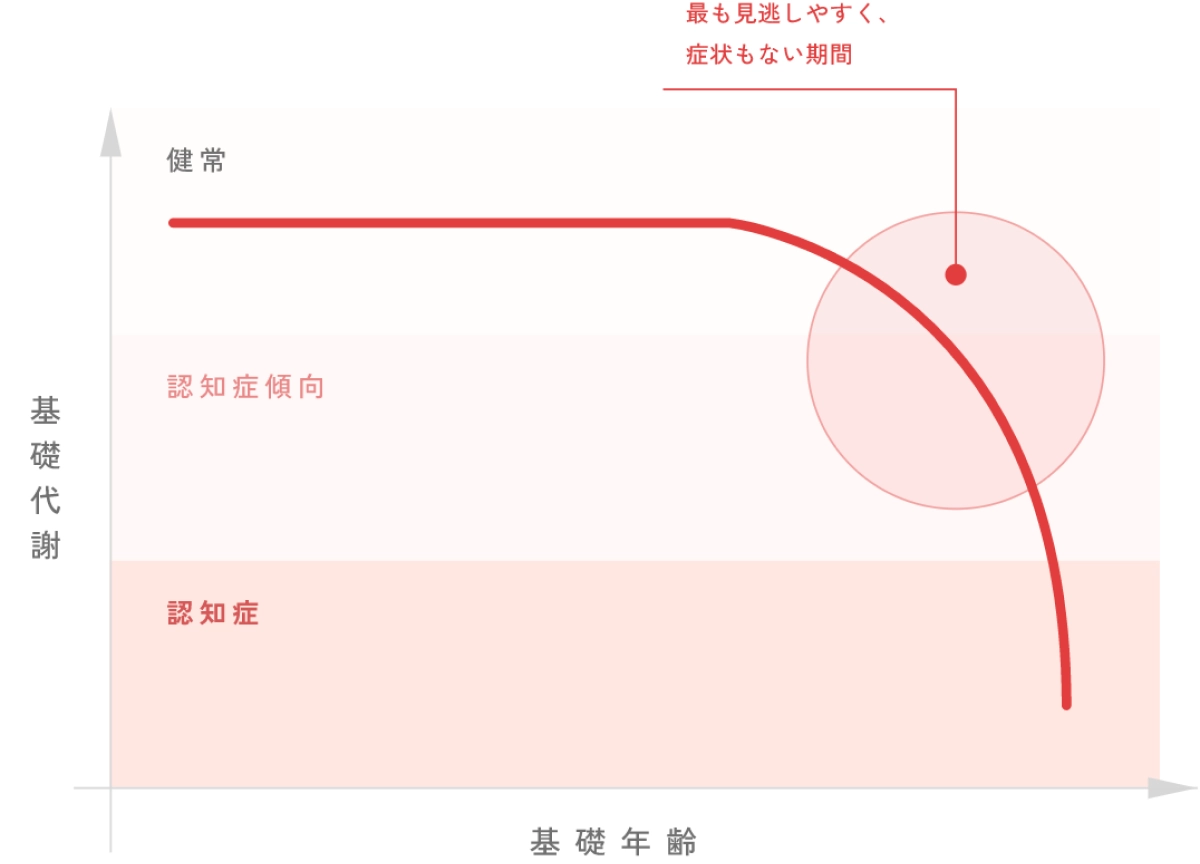 最も見逃しやすく、
症状もない期間
健常
認知症傾向
基礎代謝
認知症
基礎年齢